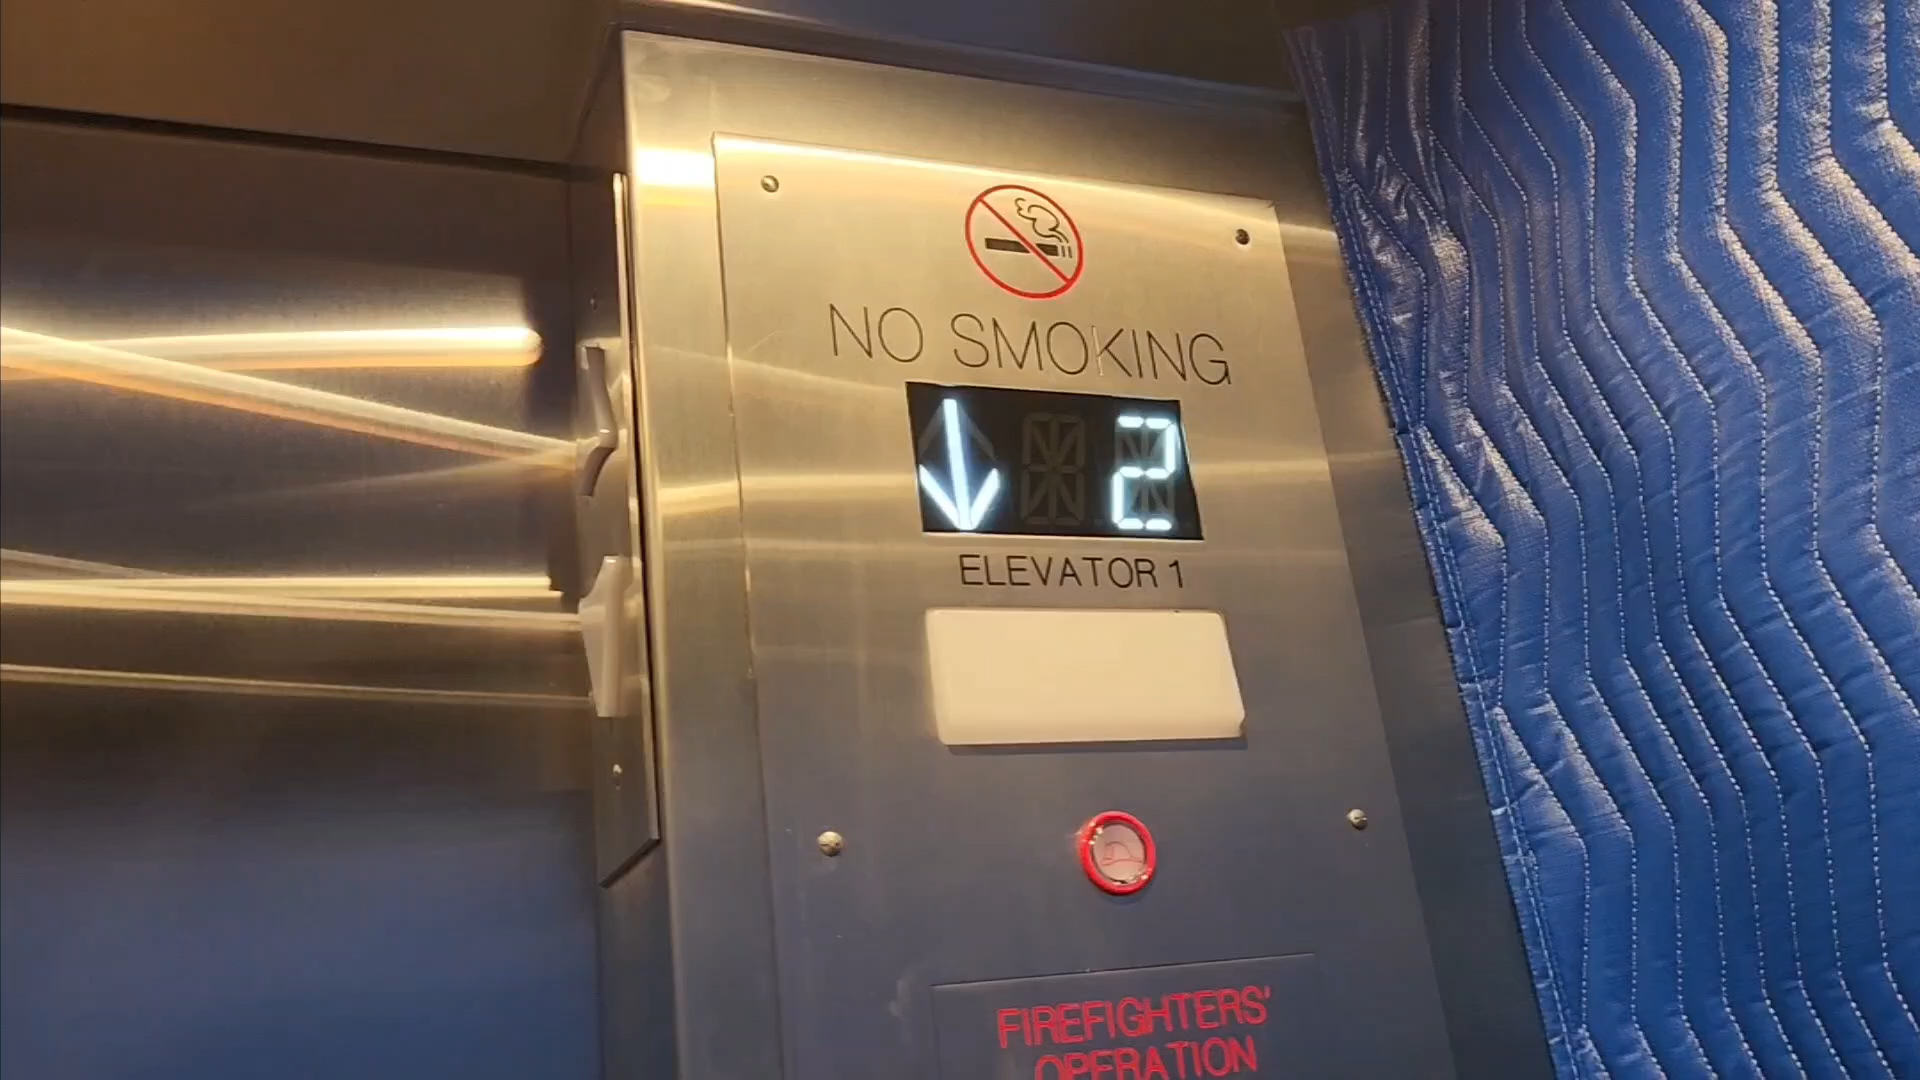 NO SMOKING
↓ 2
ELEVATOR 1
FIREFIGHTERS'
OPERATION